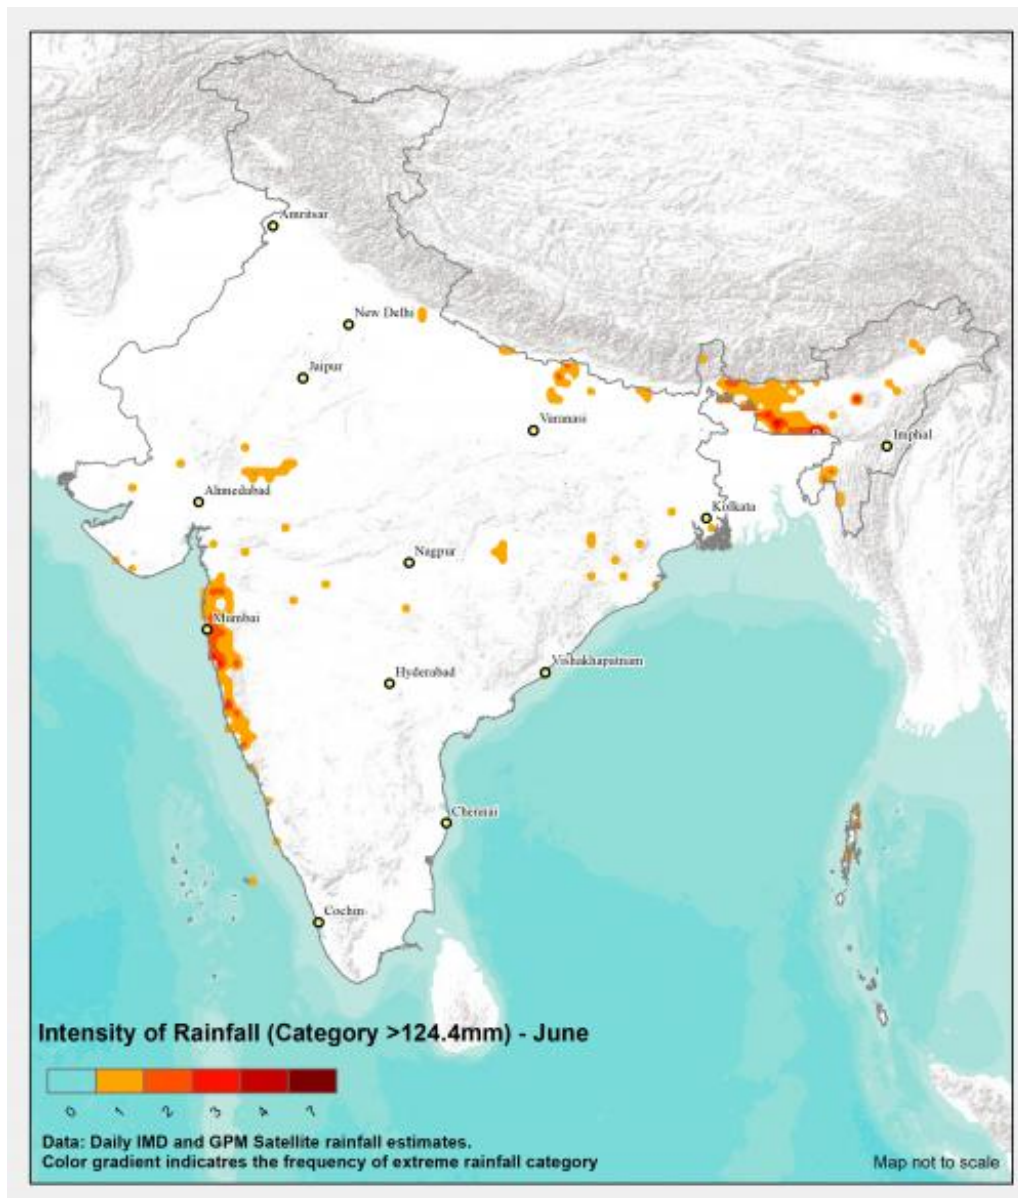 Amritsar
New Delhi
Jaipur
Varanasi
Imphal
Ahmedabad
Kolkata
Nagpur
Mumbai
Vishakhapatnam
Hyderabad
Chennai
Cochin
Intensity of Rainfall (Category >124.4mm) - June
0 1 2 3 4 7
Data: Daily IMD and GPM Satellite rainfall estimates.
Color gradient indicatres the frequency of extreme rainfall category
Map not to scale